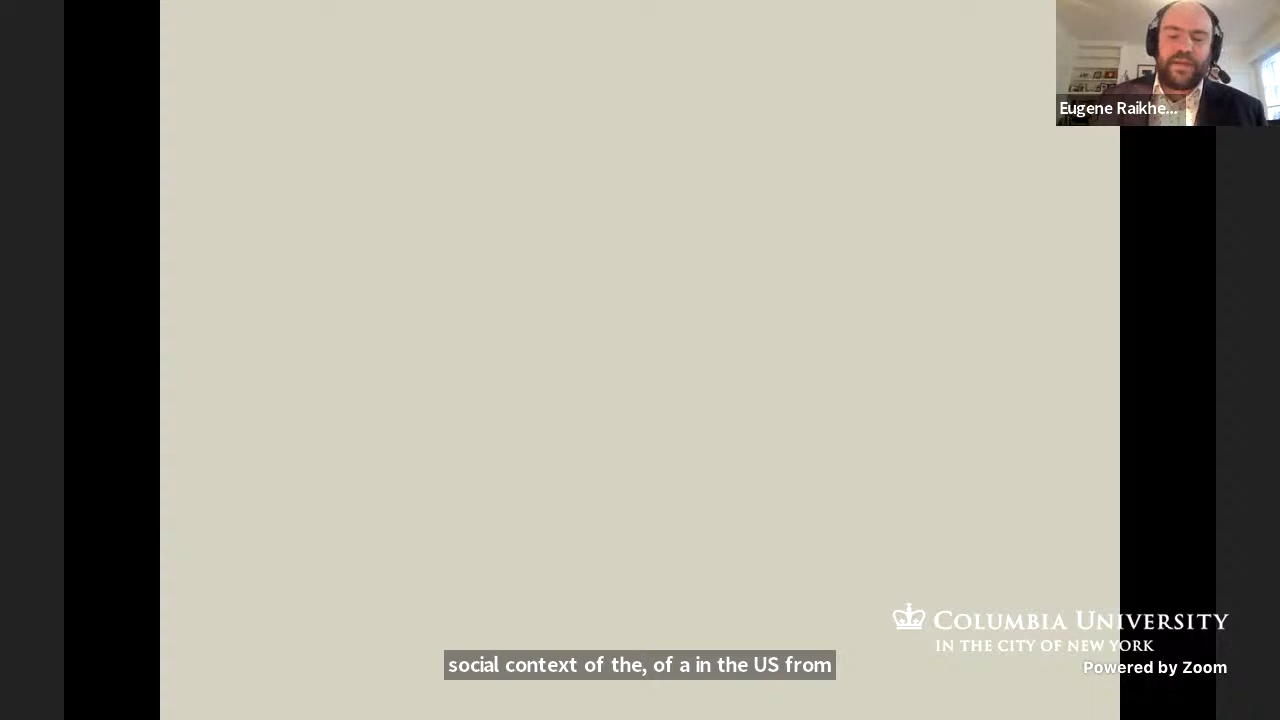 Eugene Raikhe...
COLUMBIA UNIVERSITY
IN THE CITY OF NEW YORK
social context of the, of a in the US from
Powered by Zoom